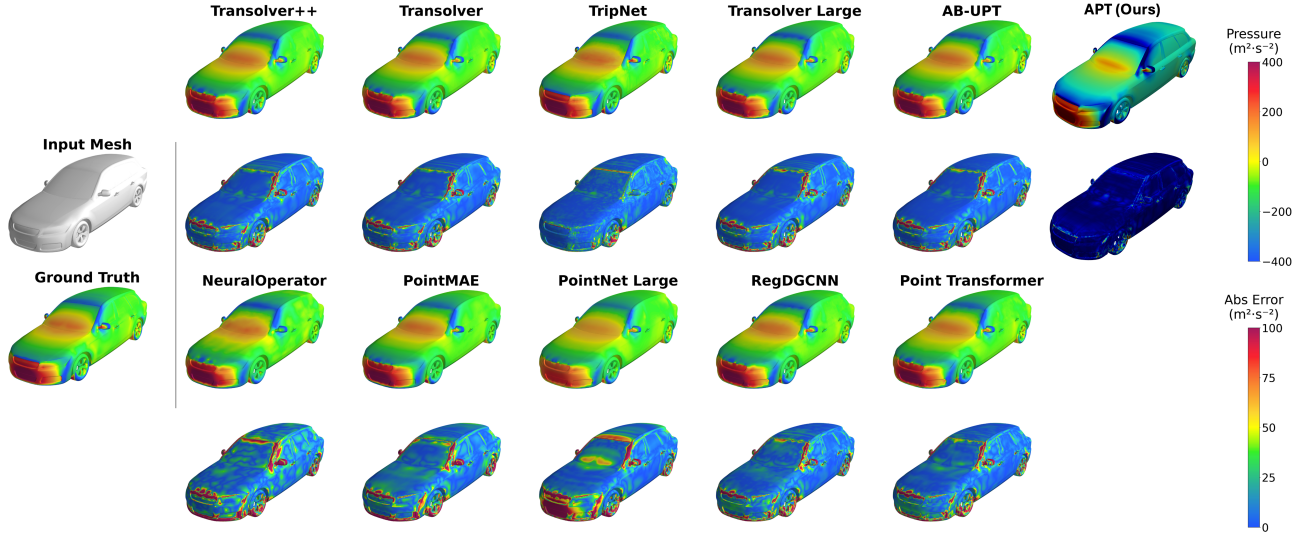 Transolver++
Transolver
TripNet
Transolver Large
AB-UPT
APT (Ours)
Pressure
(m²·s⁻²)
400
200
0
−200
−400
Input Mesh
Ground Truth
NeuralOperator
PointMAE
PointNet Large
RegDGCNN
Point Transformer
Abs Error
(m²·s⁻²)
100
75
50
25
0